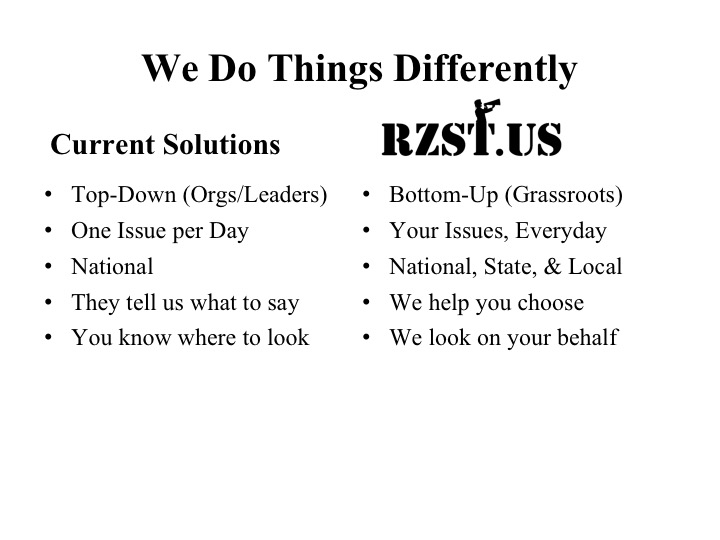 We Do Things Differently
Current Solutions
• Top-Down (Orgs/Leaders)
• One Issue per Day
• National
• They tell us what to say
• You know where to look
RZST.US
• Bottom-Up (Grassroots)
• Your Issues, Everyday
• National, State, & Local
• We help you choose
• We look on your behalf